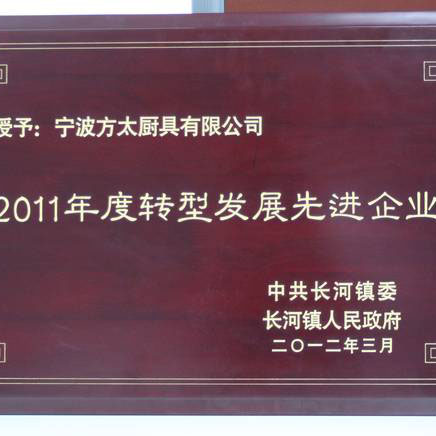 授予：宁波方太厨具有限公司
2011年度转型发展先进企业
中共长河镇委
长河镇人民政府
二〇一二年三月